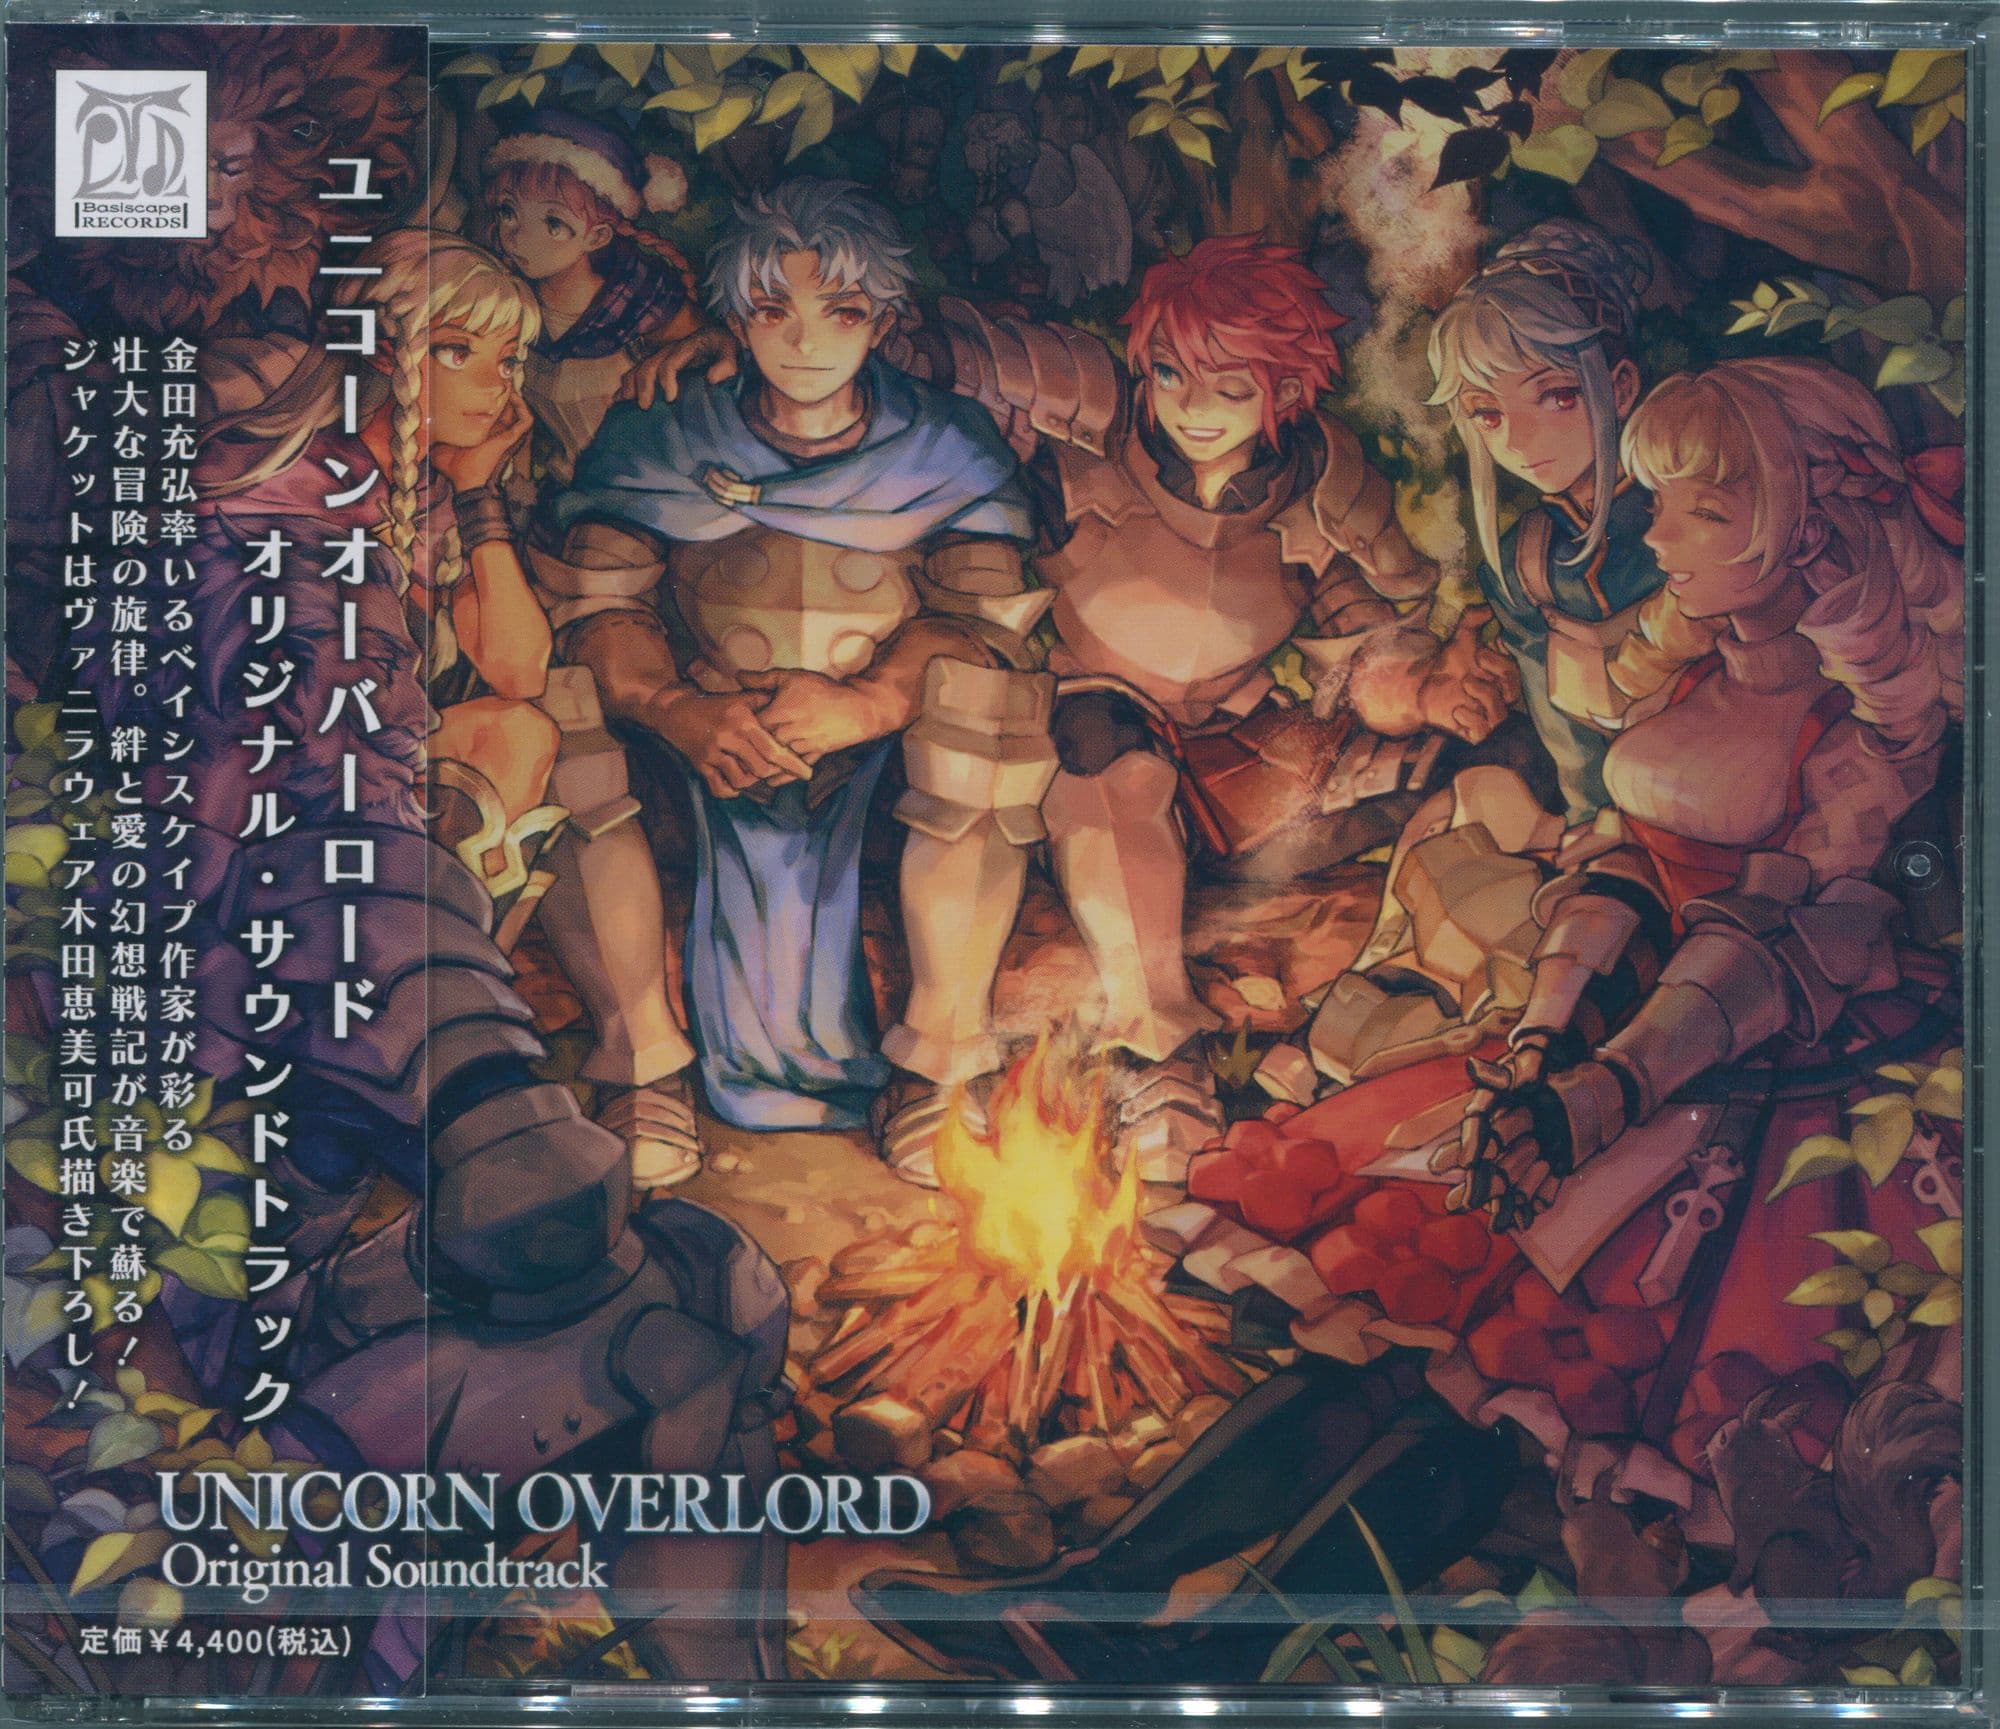 Basiscape
RECORDS
ユニコーンオーバーロード
オリジナル・サウンドトラック
金田充弘率いるベイシスケイプ作家が彩る
壮大な冒険の旋律。絆と愛の幻想戦記が音楽で蘇る！
ジャケットはヴァニラウェア木田恵美可氏描き下ろし！
UNICORN OVERLORD
Original Soundtrack
定価￥4,400(税込)